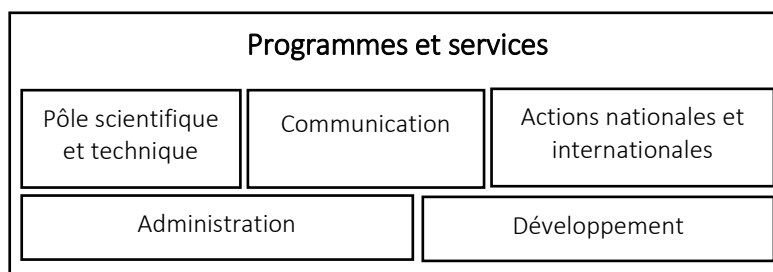 Programmes et services
Pôle scientifique
et technique
Communication
Actions nationales et
internationales
Administration
Développement